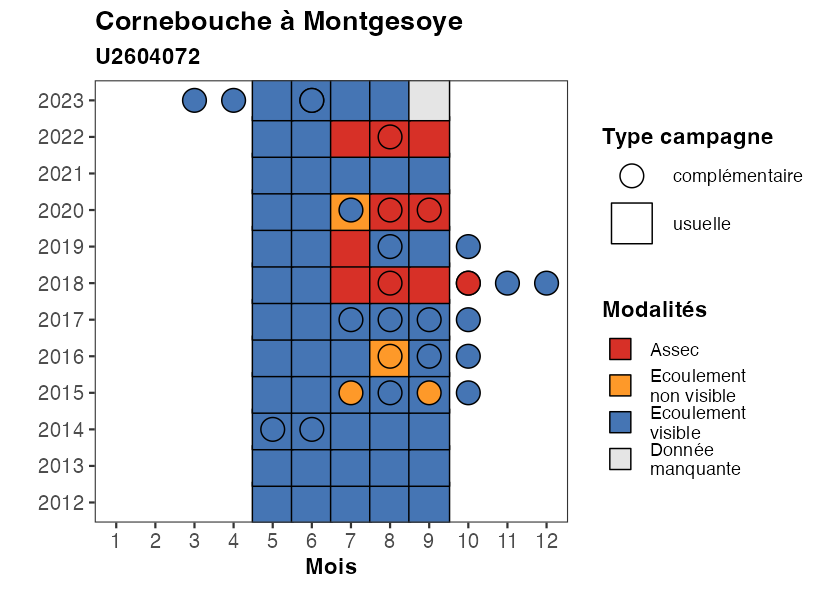 Cornebouche à Montgesoye
U2604072
2023
2022
2021
2020
2019
2018
2017
2016
2015
2014
2013
2012
1 2 3 4 5 6 7 8 9 10 11 12
Mois
Type campagne
complémentaire
usuelle
Modalités
Assec
Ecoulement
non visible
Ecoulement
visible
Donnée
manquante